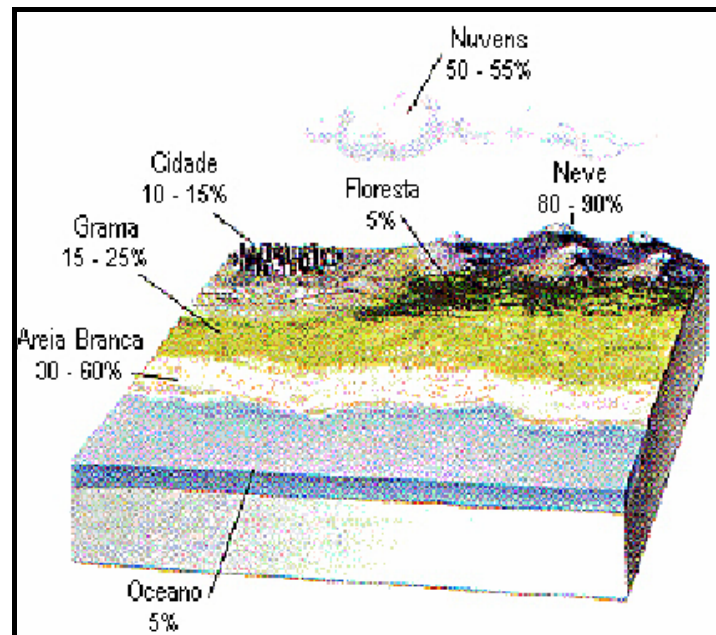 Nuvens
50 - 55%
Cidade
10 - 15%
Floresta
5%
Neve
80 - 90%
Grama
15 - 25%
Areia Branca
30 - 60%
Oceano
5%